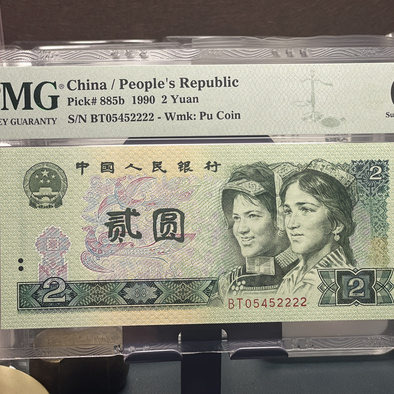 MG® China / People's Republic
Pick# 885b 1990 2 Yuan
EY GUARANTY
S/N BT05452222 - Wmk: Pu Coin
Su
中国人民银行
2
贰圆
2
2
BT05452222